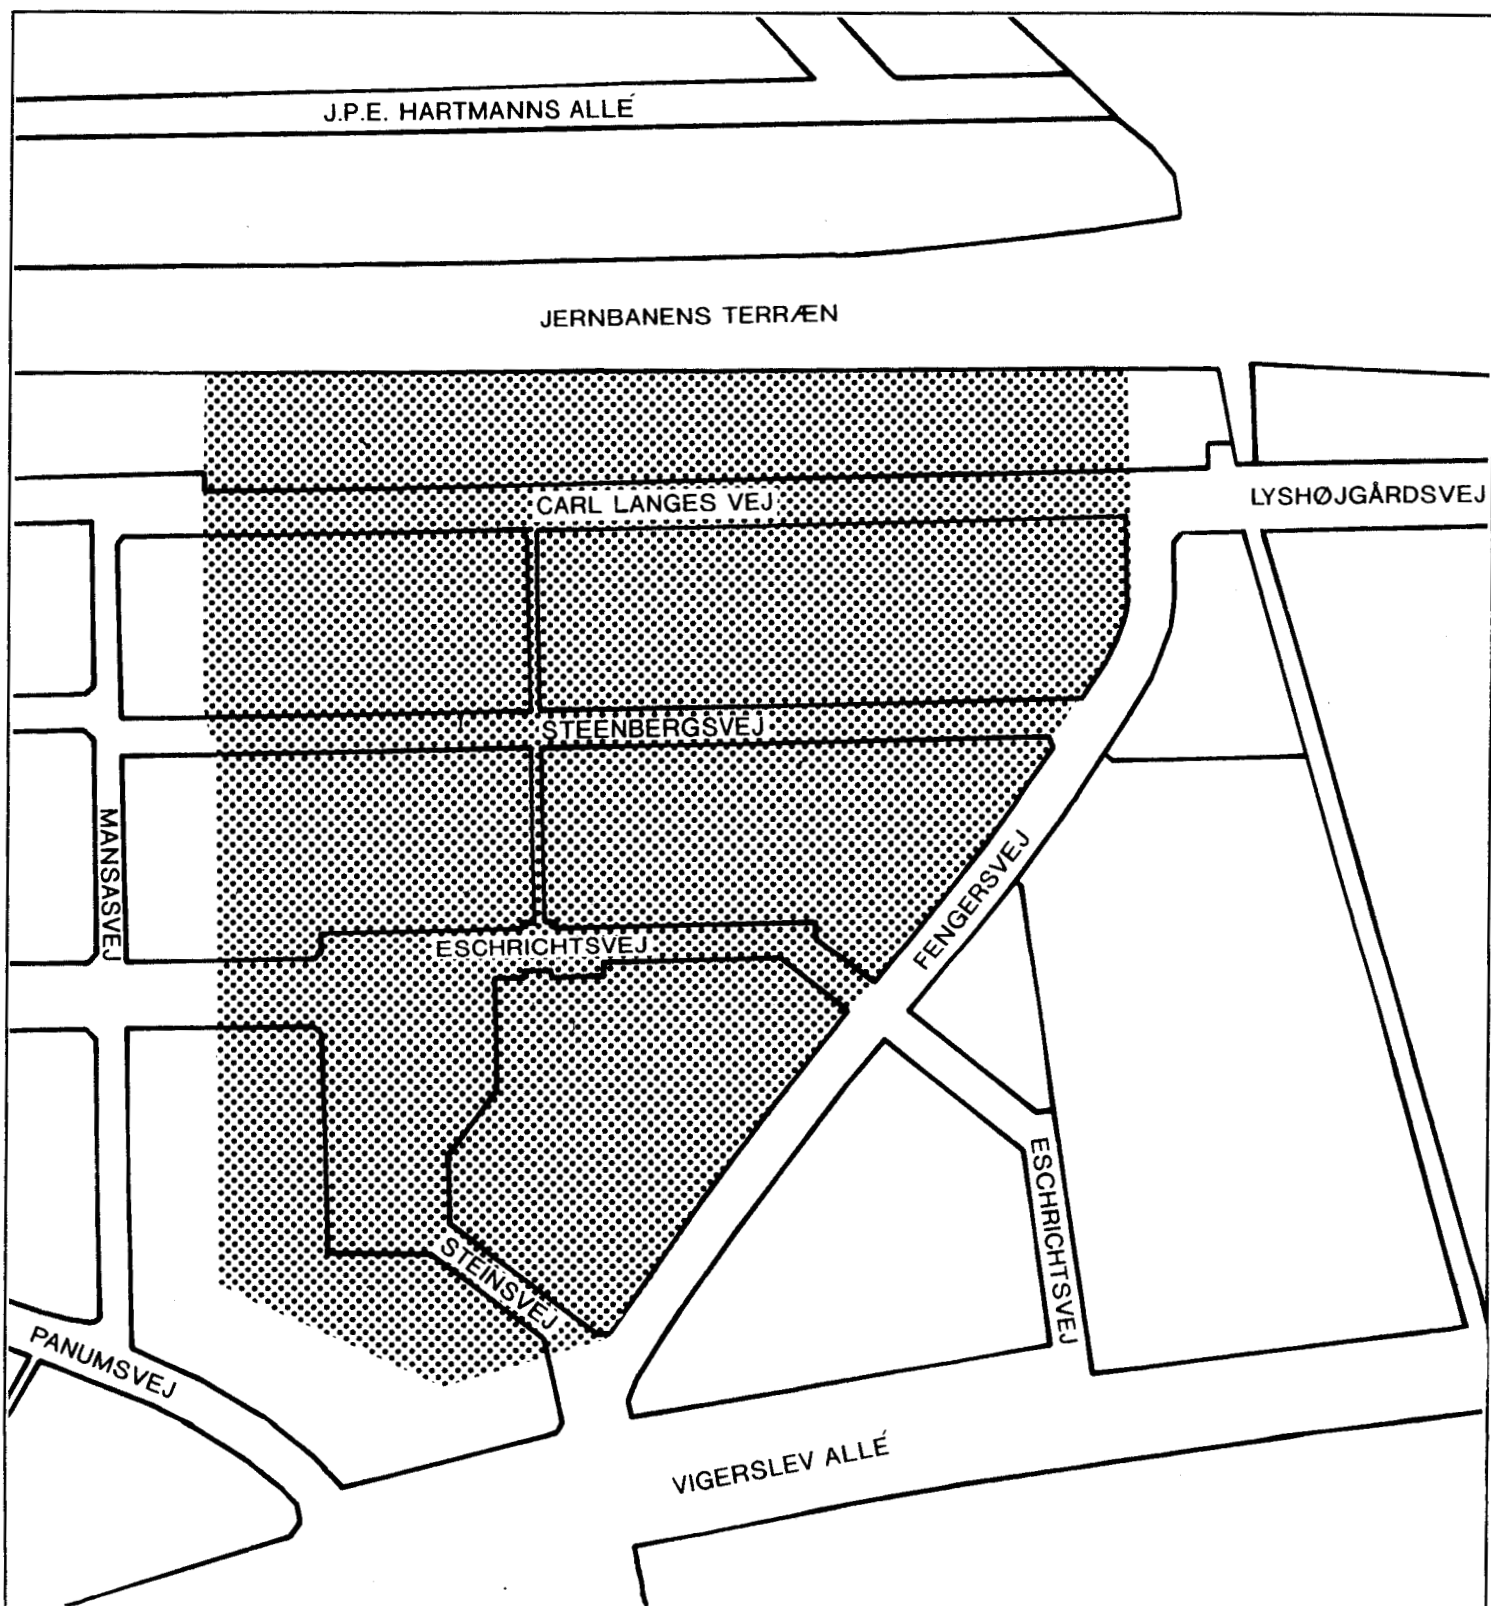 J.P.E. HARTMANNS ALLÉ
JERNBANENS TERRÆN
CARL LANGES VEJ
LYSHØJGÅRDSVEJ
STEENBERGSVEJ
MANSASVEJ
FENGERSVEJ
ESCHRICHTSVEJ
ESCHRICHTSVEJ
STEINSVEJ
PANUMSVEJ
VIGERSLEV ALLÉ